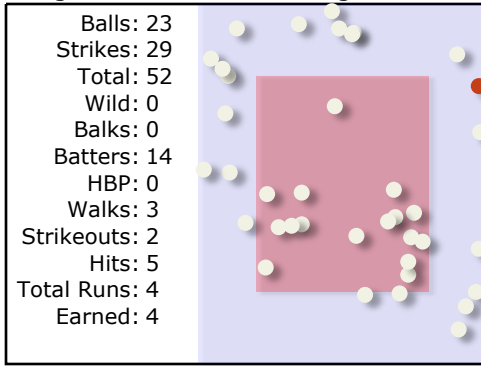 Balls: 23
Strikes: 29
Total: 52
Wild: 0
Balks: 0
Batters: 14
HBP: 0
Walks: 3
Strikeouts: 2
Hits: 5
Total Runs: 4
Earned: 4